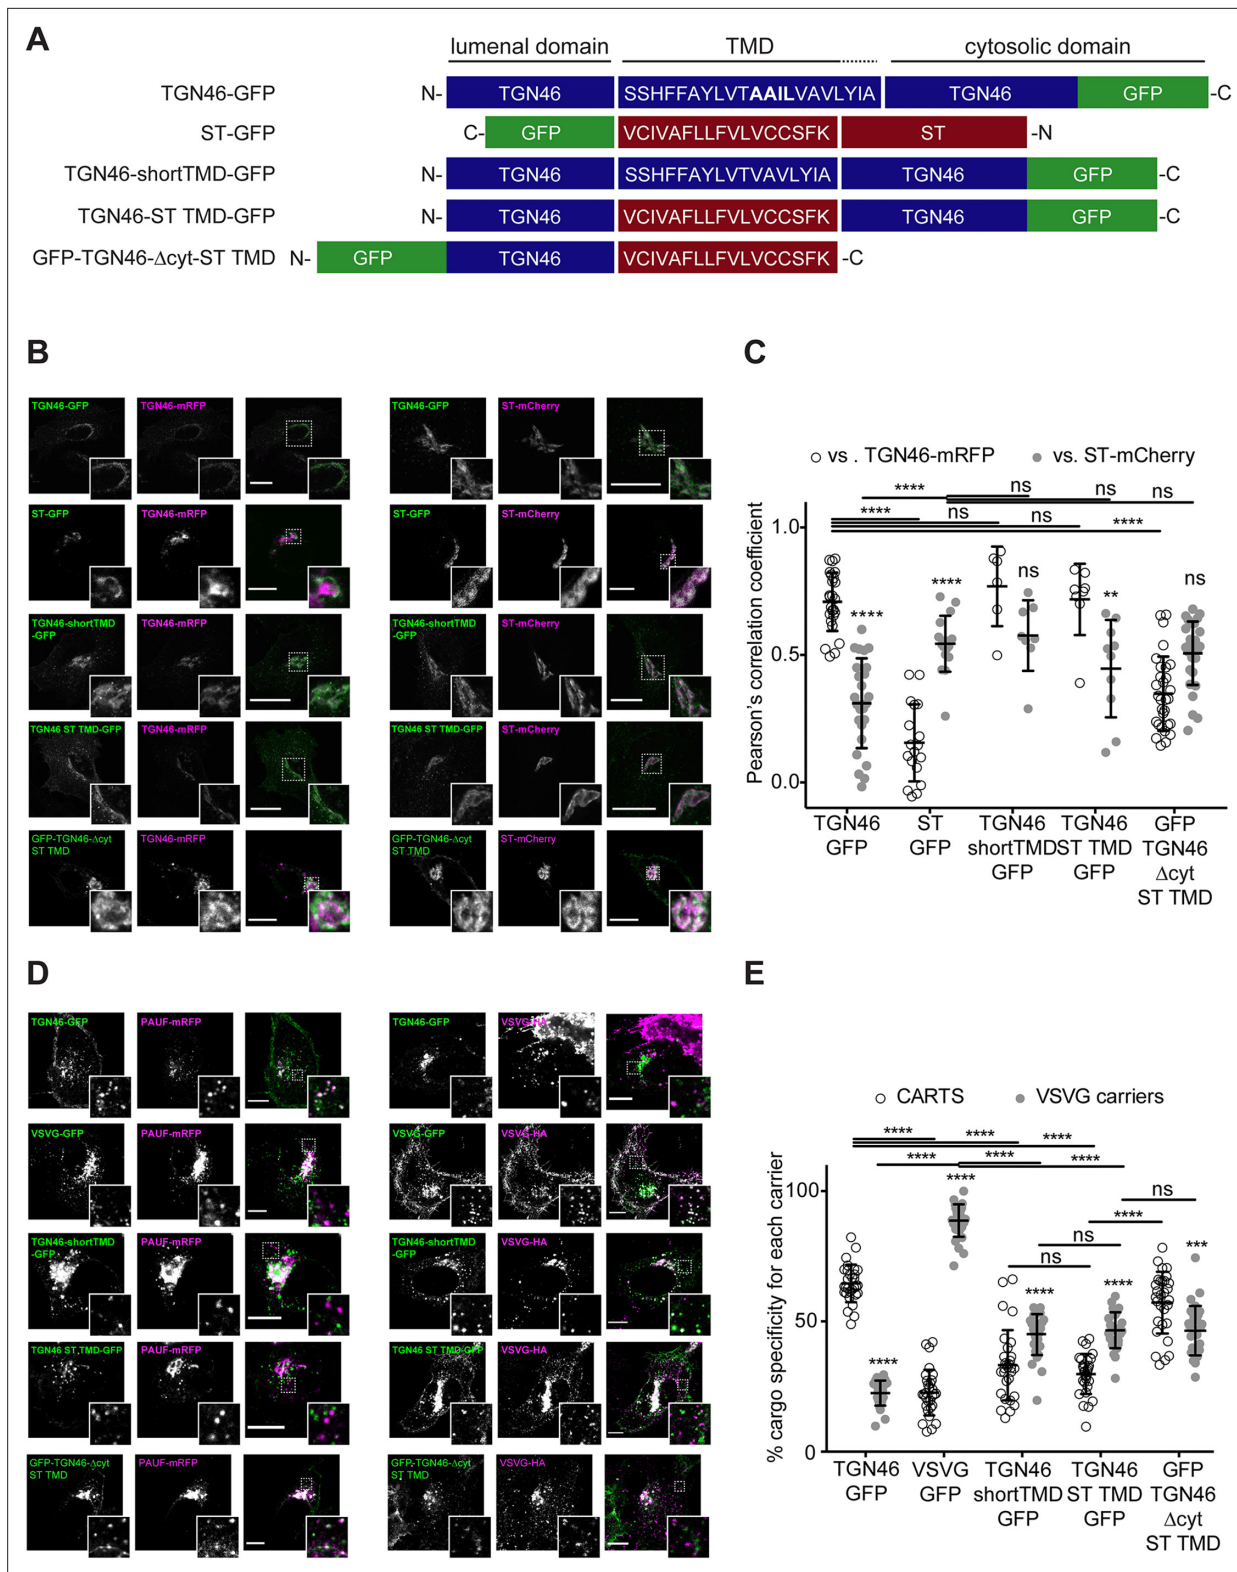 A
lumenal domain TMD cytosolic domain
TGN46-GFP N- TGN46 SSHFFAYLVTAAILVAVLYIA TGN46 GFP -C
ST-GFP C- GFP VCIVAFLLFVLVCCSFK ST -N
TGN46-shortTMD-GFP N- TGN46 SSHFFAYLVTVAVLYIA TGN46 GFP -C
TGN46-ST TMD-GFP N- TGN46 VCIVAFLLFVLVCCSFK TGN46 GFP -C
GFP-TGN46-Δcyt-ST TMD N- GFP TGN46 VCIVAFLLFVLVCCSFK -C
B
TGN46-GFP TGN46-mRFP TGN46-GFP ST-mCherry
ST-GFP TGN46-mRFP ST-GFP ST-mCherry
TGN46-shortTMD
-GFP TGN46-mRFP TGN46-shortTMD
-GFP ST-mCherry
TGN46 ST TMD-GFP TGN46-mRFP TGN46 ST TMD-GFP ST-mCherry
GFP-TGN46-Δcyt
ST TMD TGN46-mRFP GFP-TGN46-Δcyt
ST TMD ST-mCherry
C
vs . TGN46-mRFP vs. ST-mCherry
**** ns ns ns
**** ns ns ****
**** **** ns ** ns
Pearson's correlation coefficient
1.0
0.5
0.0
TGN46
GFP
ST
GFP
TGN46
shortTMD
GFP
TGN46
ST TMD
GFP
GFP
TGN46
Δcyt
ST TMD
D
TGN46-GFP PAUF-mRFP TGN46-GFP VSVG-HA
VSVG-GFP PAUF-mRFP VSVG-GFP VSVG-HA
TGN46-shortTMD
-GFP PAUF-mRFP TGN46-shortTMD
-GFP VSVG-HA
TGN46 ST TMD-GFP PAUF-mRFP TGN46 ST TMD-GFP VSVG-HA
GFP-TGN46-Δcyt
ST TMD PAUF-mRFP GFP-TGN46-Δcyt
ST TMD VSVG-HA
E
CARTS VSVG carriers
**** **** ****
**** **** ****
ns
****
ns
ns
**** **** **** **** ***
% cargo specificity for each carrier
100
50
0
TGN46
GFP
VSVG
GFP
TGN46
shortTMD
GFP
TGN46
ST TMD
GFP
GFP
TGN46
Δcyt
ST TMD